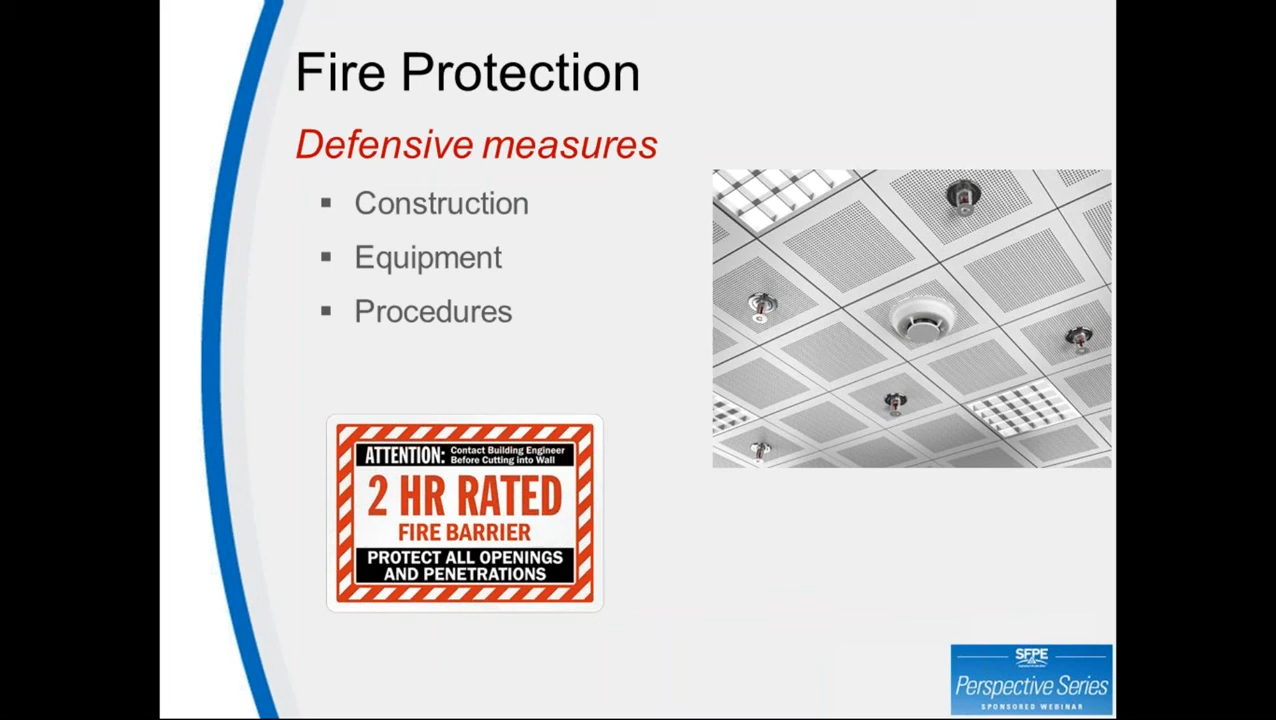 Fire Protection
Defensive measures
Construction
Equipment
Procedures
ATTENTION: Contact Building Engineer
Before Cutting into Wall
2 HR RATED
FIRE BARRIER
PROTECT ALL OPENINGS
AND PENETRATIONS
SFPE
Perspective Series
SPONSORED WEBINAR